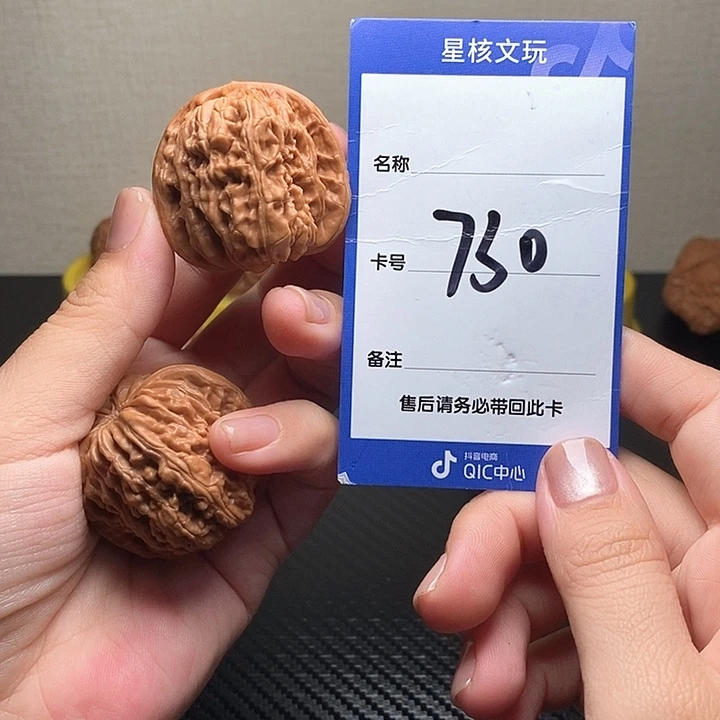 星核文玩
名称
卡号 750
备注
售后请务必带回此卡
抖音电商
QIC中心